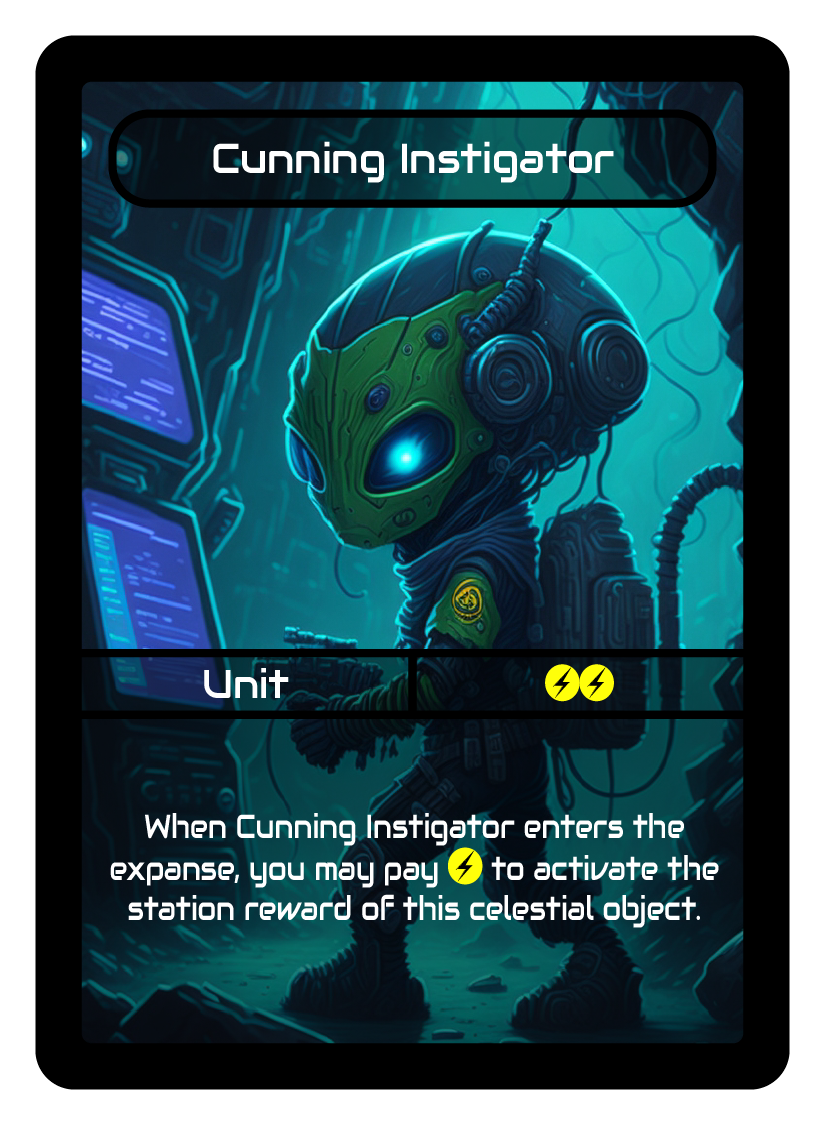 Cunning Instigator
Unit
When Cunning Instigator enters the
expanse, you may pay to activate the
station reward of this celestial object.